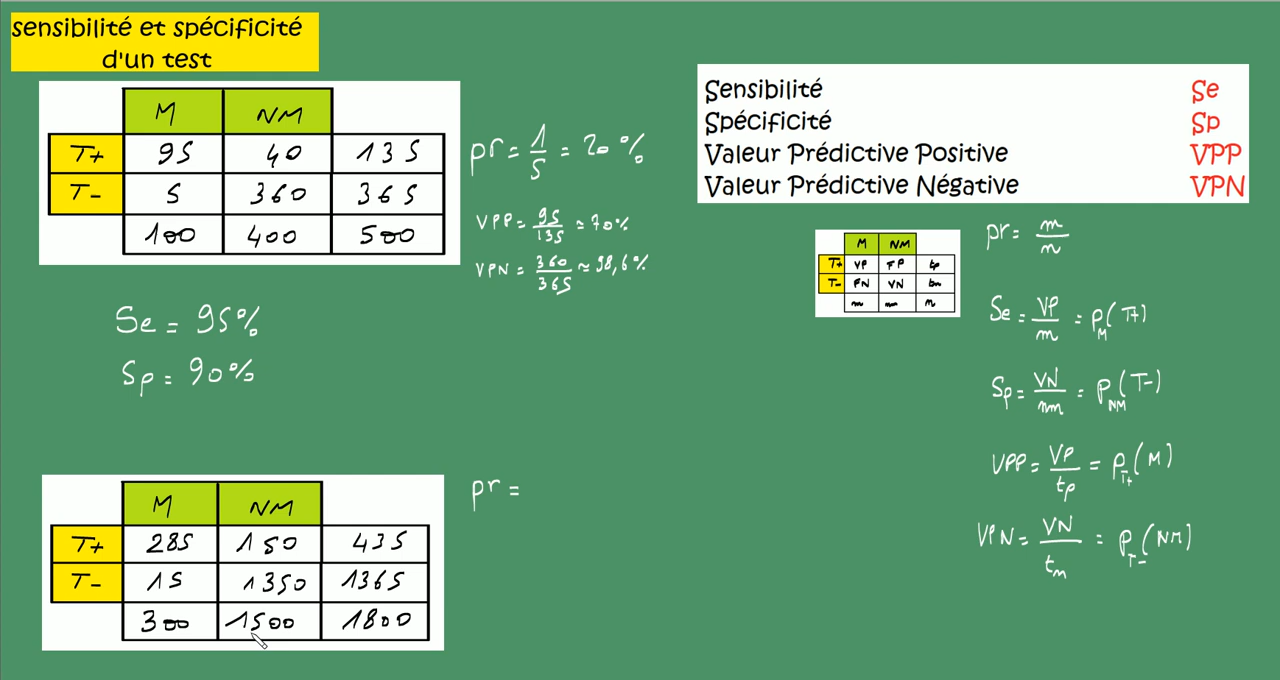 sensibilité et spécificité
d'un test
M NM
T+ 95 40 135
T- 5 360 365
100 400 500
pr = 1/5 = 20 %
VPP = 95/135 ≈ 70%
VPN = 360/365 ≈ 98,6 %
Se = 95%
Sp = 90%
Sensibilité Se
Spécificité Sp
Valeur Prédictive Positive VPP
Valeur Prédictive Négative VPN
M NM
T+ VP FP tp
T- FN VN tn
m nm n
pr = m/n
Se = VP/m = P_M(T+)
Sp = VN/nm = P_NM(T-)
VPP = VP/tp = P_T+(M)
VPN = VN/tn = P_T-(NM)
M NM
T+ 285 150 435
T- 15 1350 1365
300 1500 1800
pr =